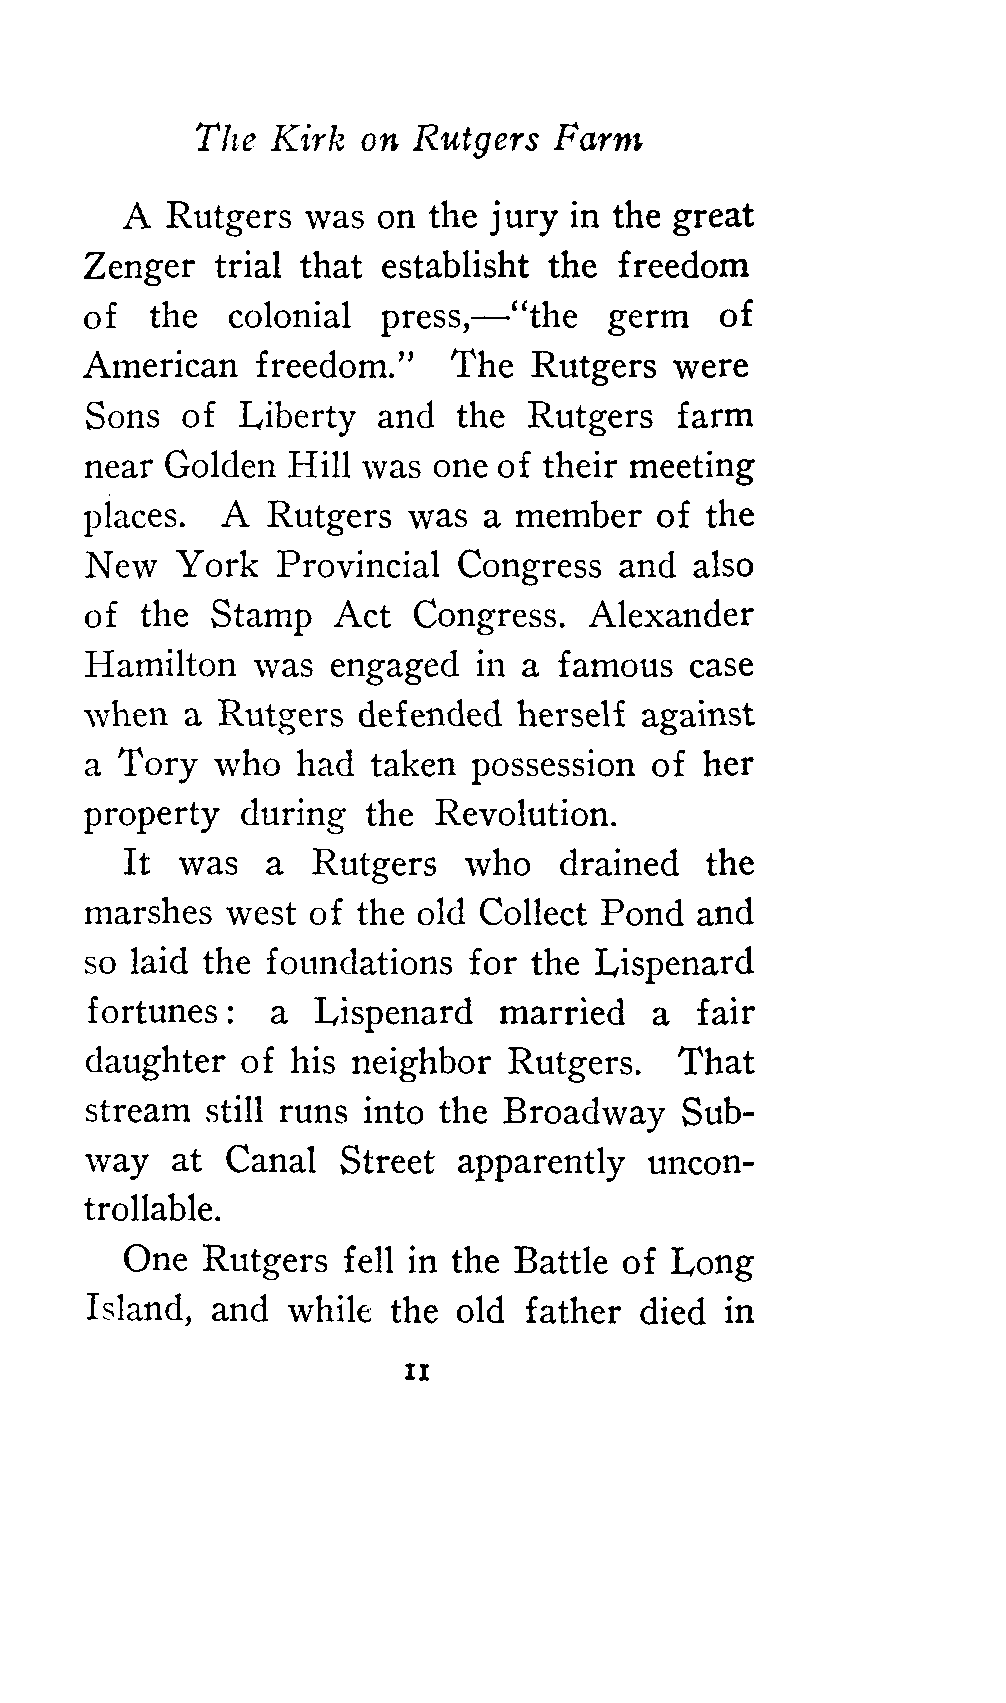 The Kirk on Rutgers Farm
A Rutgers was on the jury in the great
Zenger trial that establisht the freedom
of the colonial press,—“the germ of
American freedom.” The Rutgers were
Sons of Liberty and the Rutgers farm
near Golden Hill was one of their meeting
places. A Rutgers was a member of the
New York Provincial Congress and also
of the Stamp Act Congress. Alexander
Hamilton was engaged in a famous case
when a Rutgers defended herself against
a Tory who had taken possession of her
property during the Revolution.
It was a Rutgers who drained the
marshes west of the old Collect Pond and
so laid the foundations for the Lispenard
fortunes: a Lispenard married a fair
daughter of his neighbor Rutgers. That
stream still runs into the Broadway Sub-
way at Canal Street apparently uncon-
trollable.
One Rutgers fell in the Battle of Long
Island, and while the old father died in
11